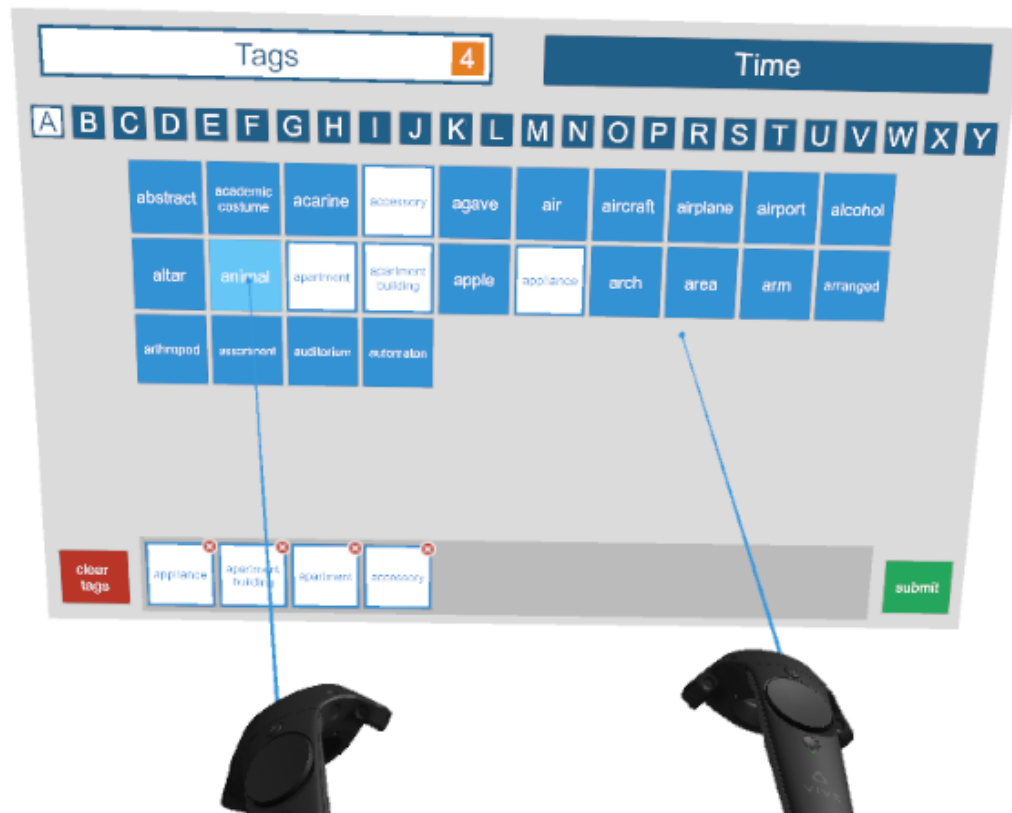 Tags 4 Time
A B C D E F G H I J K L M N O P R S T U V W X Y
abstract academic costume acarine accessory agave air aircraft airplane airport alcohol
altar animal apartment apartment building apple appliance arch area arm arranged
arthropod assortment auditorium automaton
clear tags appliance apartment building apartment accessory submit
VIVE